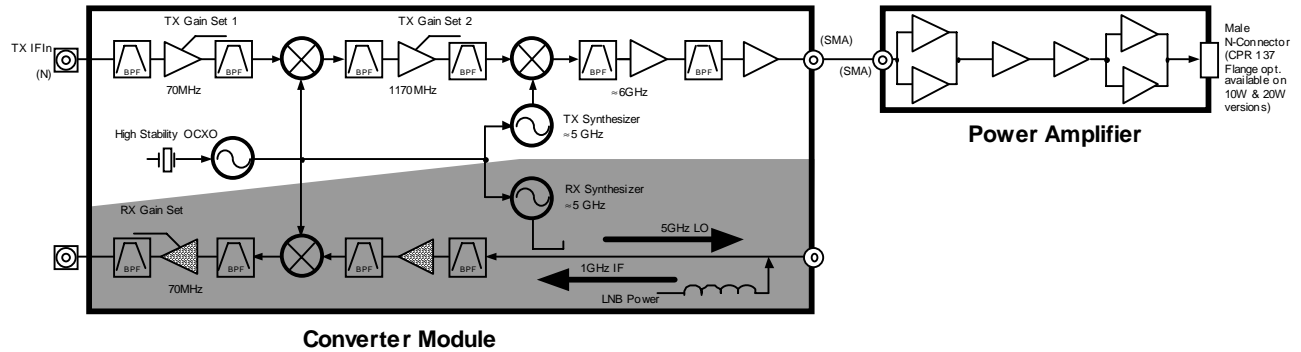 TX Gain Set 1
TX Gain Set 2
TX IFIn
(N)
BPF
BPF
BPF
BPF
BPF
BPF
70MHz
1170MHz
≈6GHz
(SMA)
(SMA)
Male
N-Connector
(CPR 137
Flange opt.
available on
10W & 20W
versions)
Power Amplifier
TX Synthesizer
≈5 GHz
High Stability OCXO
RX Synthesizer
≈5 GHz
RX Gain Set
5GHz LO
BPF
BPF
BPF
BPF
70MHz
1GHz IF
LNB Power
Converter Module